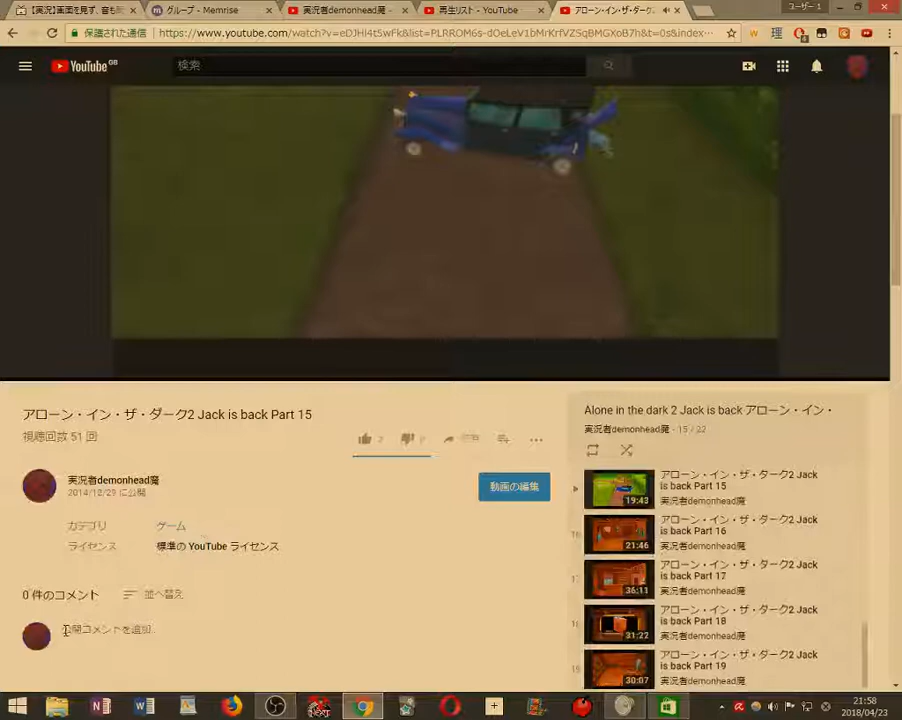 【実況】画面を見ず、音も
グループ - Memrise
実況者demonhead魔
再生リスト - YouTube
アローン・イン・ザ・ダーク
ユーザー 1
保護された通信
https://www.youtube.com/watch?v=eDJHl4t5wFk&list=PLRROM6s-dOeLVb1MrKrfVZSqBMGXoB7h&t=0s&index...
YouTube GB
検索
アローン・イン・ザ・ダーク2 Jack is back Part 15
視聴回数 51 回
実況者demonhead魔
2014/12/29 に公開
動画の編集
カテゴリ ゲーム
ライセンス 標準の YouTube ライセンス
0 件のコメント 並べ替え
公開コメントを追加...
Alone in the dark 2 Jack is back アローン・イン・
実況者demonhead魔 - 15 / 22
アローン・イン・ザ・ダーク2 Jack
is back Part 15
実況者demonhead魔
19:43
16
アローン・イン・ザ・ダーク2 Jack
is back Part 16
実況者demonhead魔
21:46
17
アローン・イン・ザ・ダーク2 Jack
is back Part 17
実況者demonhead魔
36:11
アローン・イン・ザ・ダーク2 Jack
is back Part 18
実況者demonhead魔
31:22
アローン・イン・ザ・ダーク2 Jack
is back Part 19
実況者demonhead魔
30:07
21:58
2018/04/23